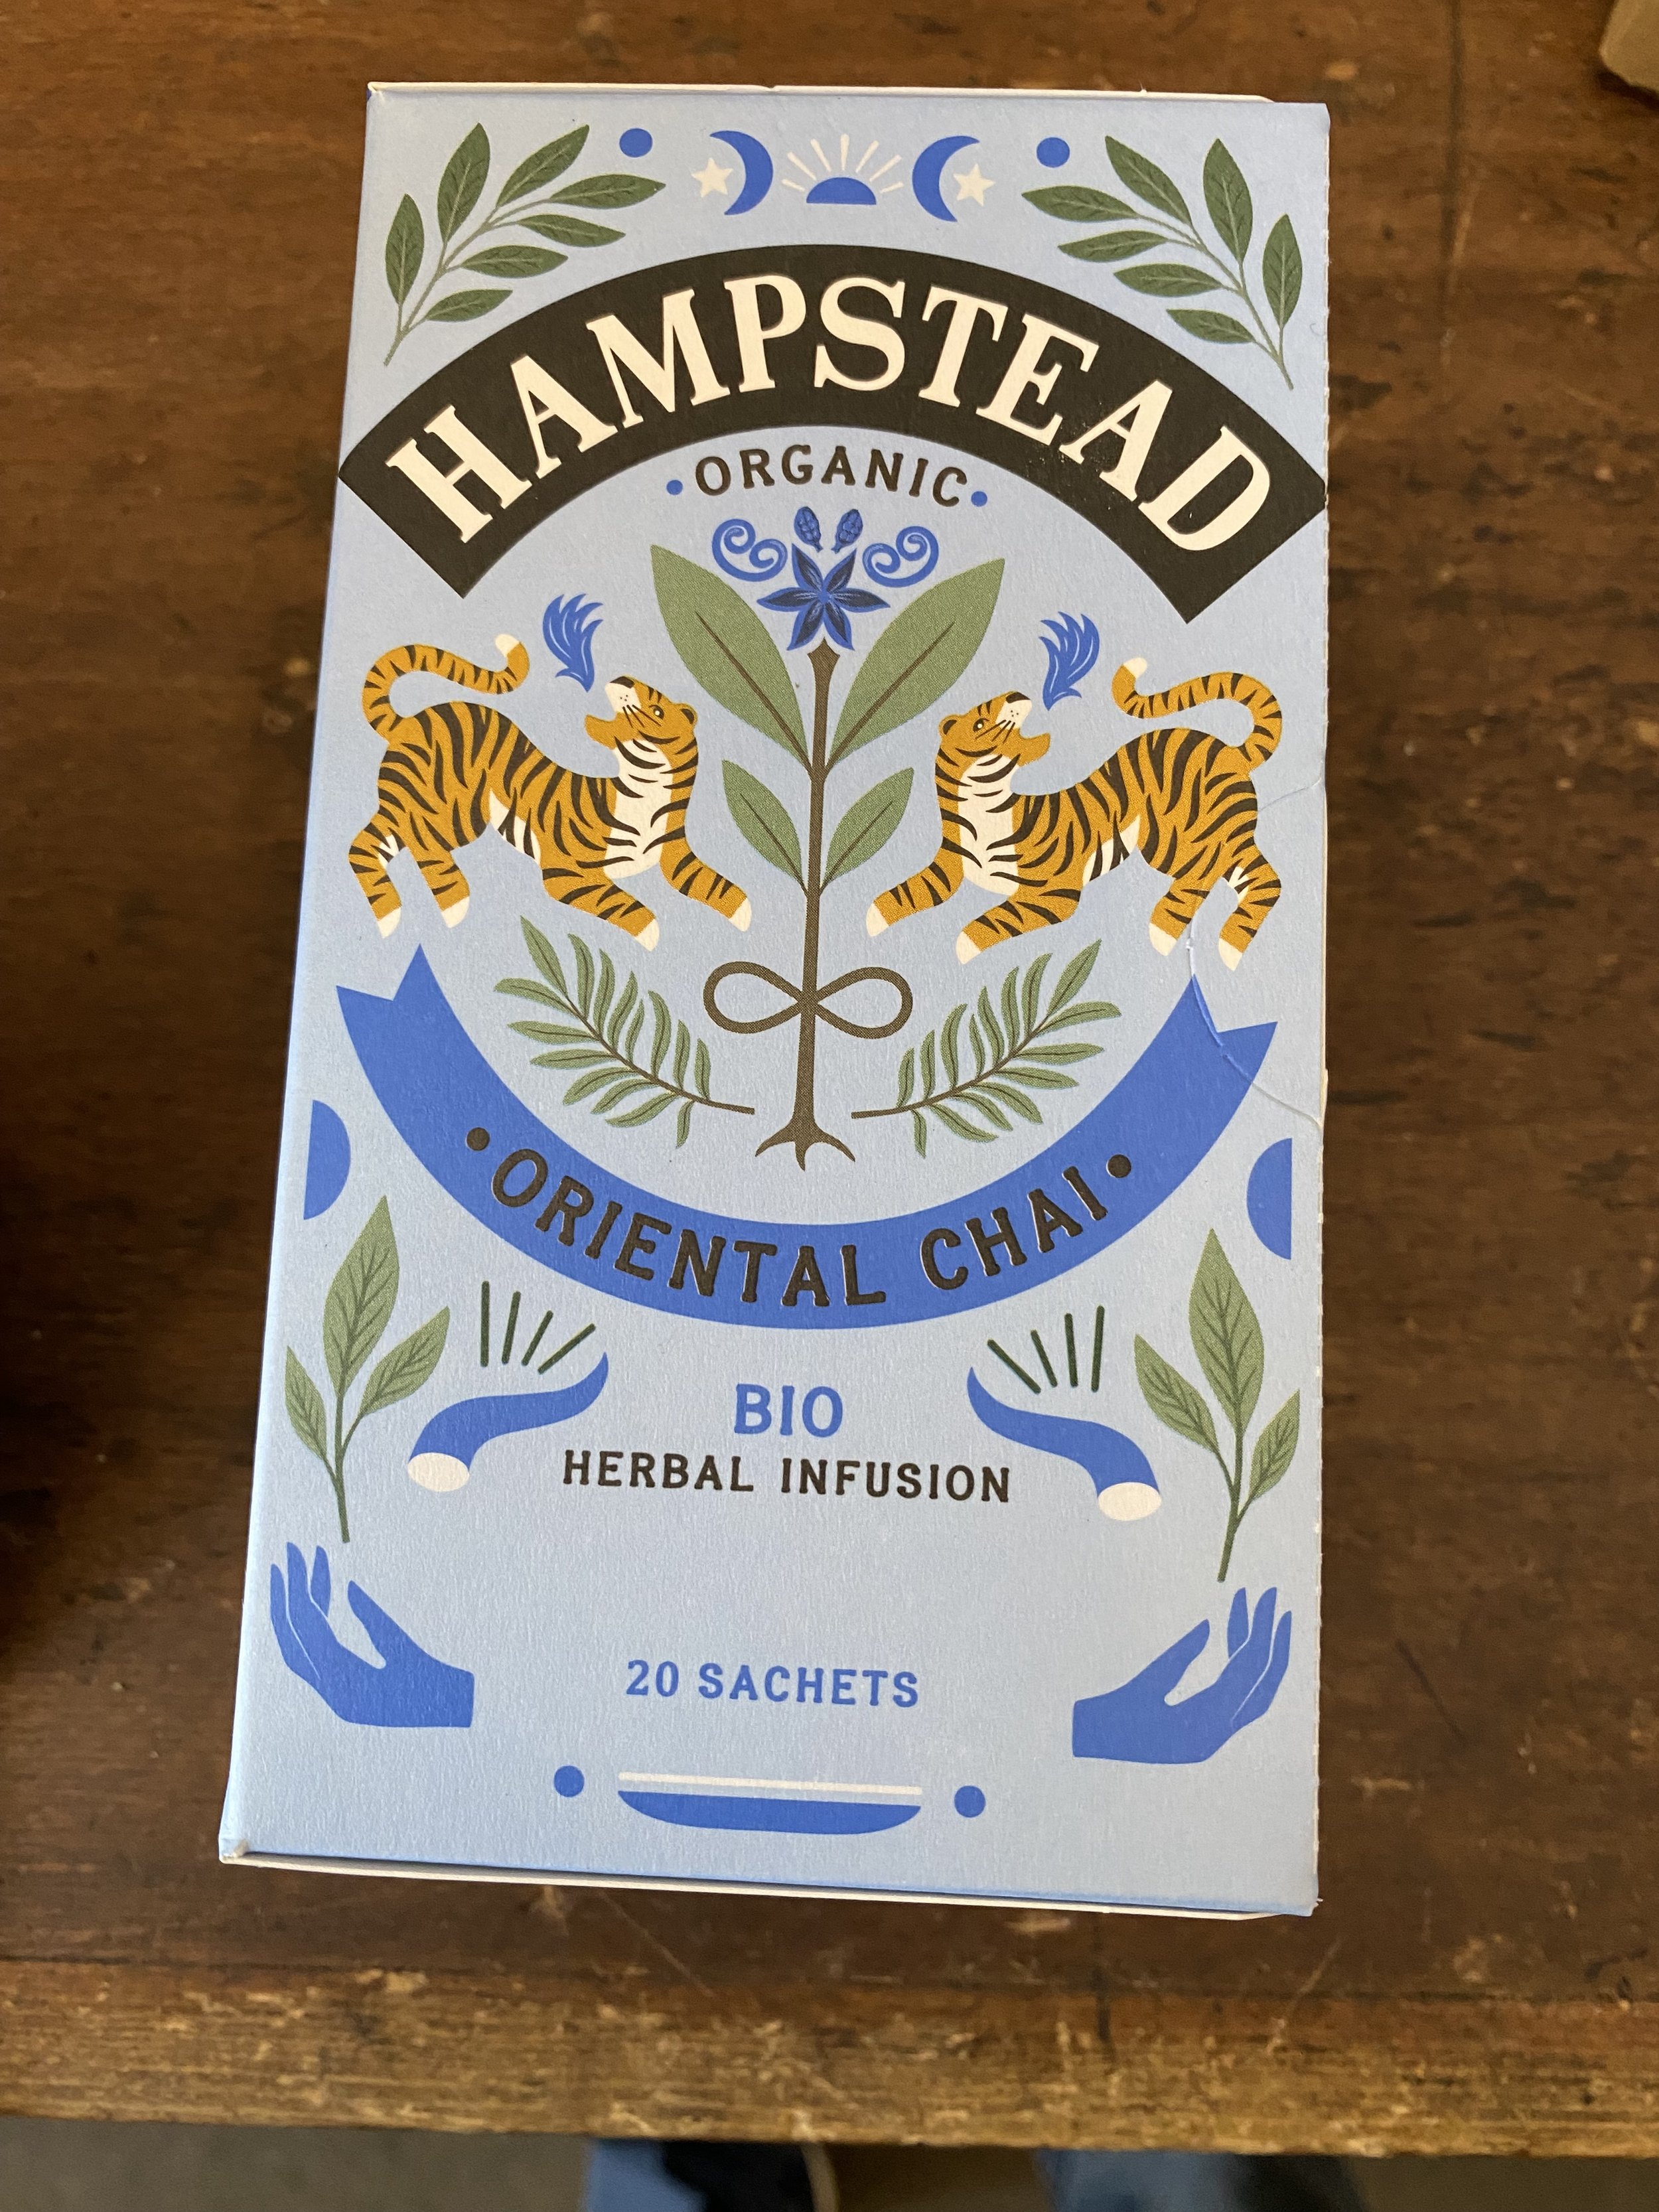 HAMPSTEAD
·ORGANIC·
·ORIENTAL CHAI·
BIO
HERBAL INFUSION
20 SACHETS